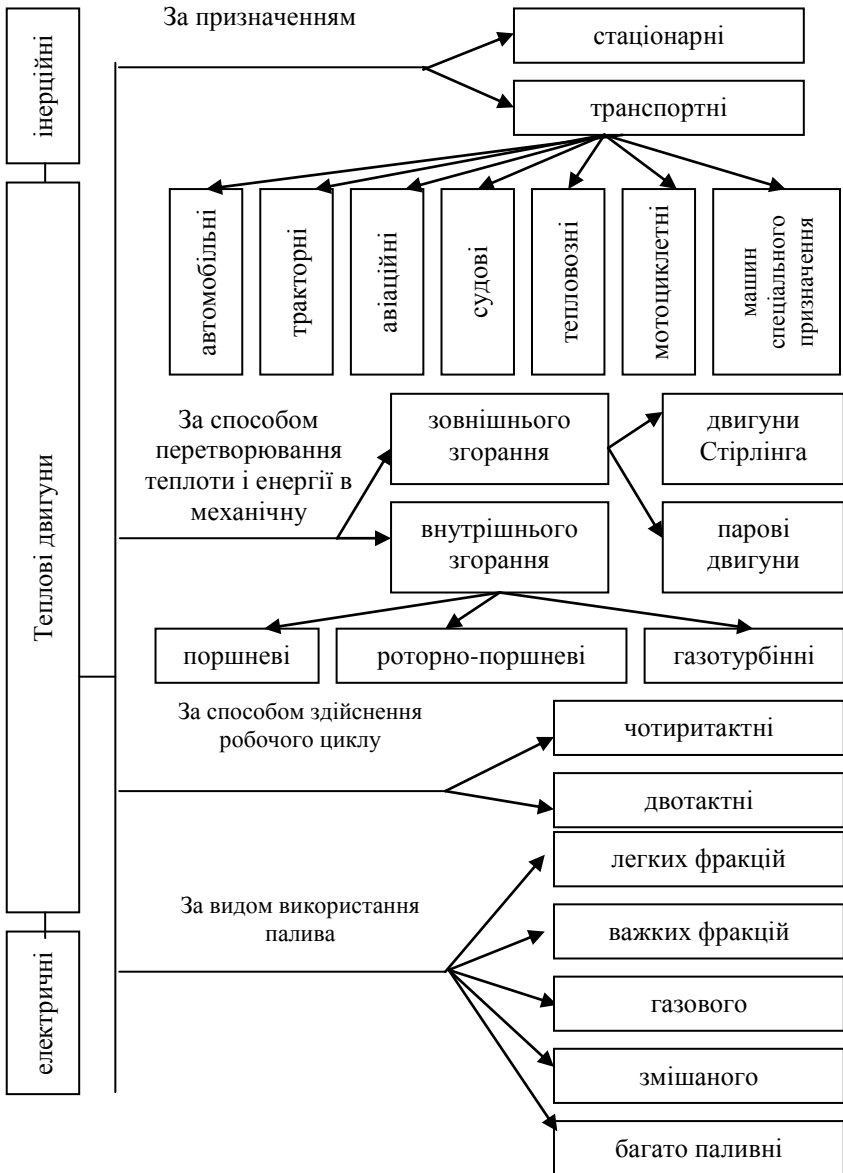 інерційні
Теплові двигуни
електричні
За призначенням
стаціонарні
транспортні
автомобільні
тракторні
авіаційні
судові
тепловозні
мотоциклетні
машин
спеціального
призначення
За способом
перетворювання
теплоти і енергії в
механічну
зовнішнього
згорання
двигуни
Стірлінга
внутрішнього
згорання
парові
двигуни
поршневі
роторно-поршневі
газотурбінні
За способом здійснення
робочого циклу
чотиритактні
двотактні
За видом використання
палива
легких фракцій
важких фракцій
газового
змішаного
багато паливні